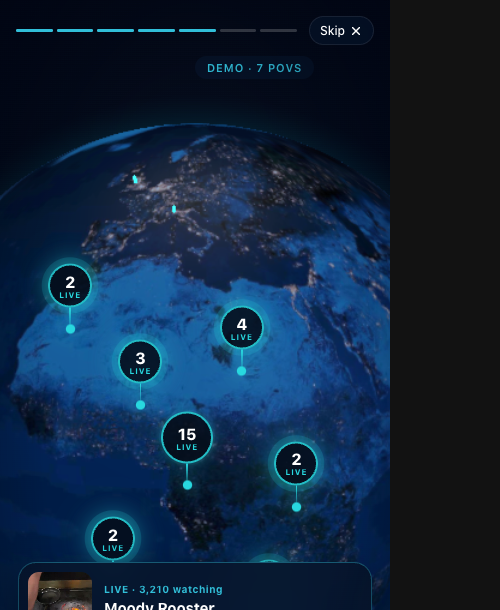 Skip
DEMO · 7 POVS
2
LIVE
4
LIVE
3
LIVE
15
LIVE
2
LIVE
2
LIVE
LIVE · 3,210 watching
Moody Rooster